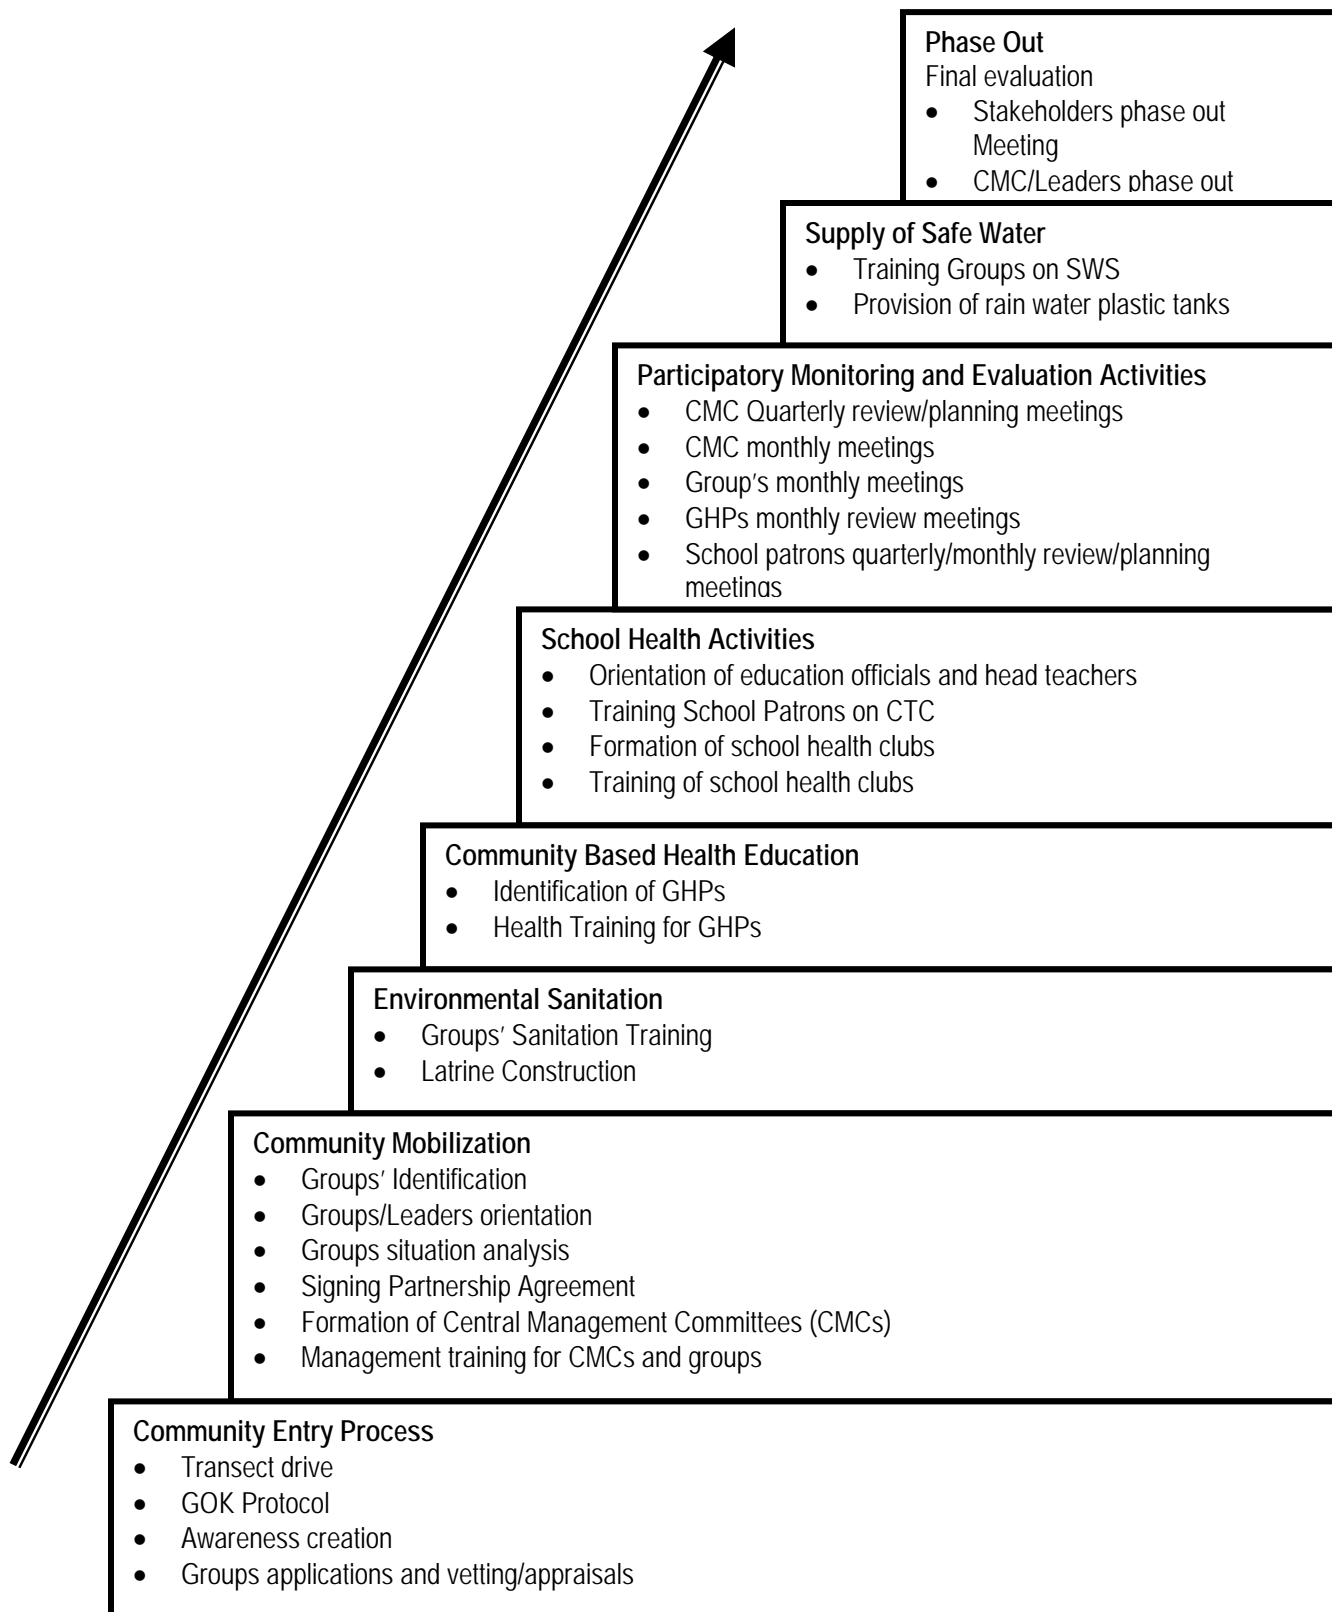 Phase Out
Final evaluation
• Stakeholders phase out
Meeting
• CMC/Leaders phase out
Supply of Safe Water
• Training Groups on SWS
• Provision of rain water plastic tanks
Participatory Monitoring and Evaluation Activities
• CMC Quarterly review/planning meetings
• CMC monthly meetings
• Group's monthly meetings
• GHPs monthly review meetings
• School patrons quarterly/monthly review/planning
meetings
School Health Activities
• Orientation of education officials and head teachers
• Training School Patrons on CTC
• Formation of school health clubs
• Training of school health clubs
Community Based Health Education
• Identification of GHPs
• Health Training for GHPs
Environmental Sanitation
• Groups' Sanitation Training
• Latrine Construction
Community Mobilization
• Groups' Identification
• Groups/Leaders orientation
• Groups situation analysis
• Signing Partnership Agreement
• Formation of Central Management Committees (CMCs)
• Management training for CMCs and groups
Community Entry Process
• Transect drive
• GOK Protocol
• Awareness creation
• Groups applications and vetting/appraisals